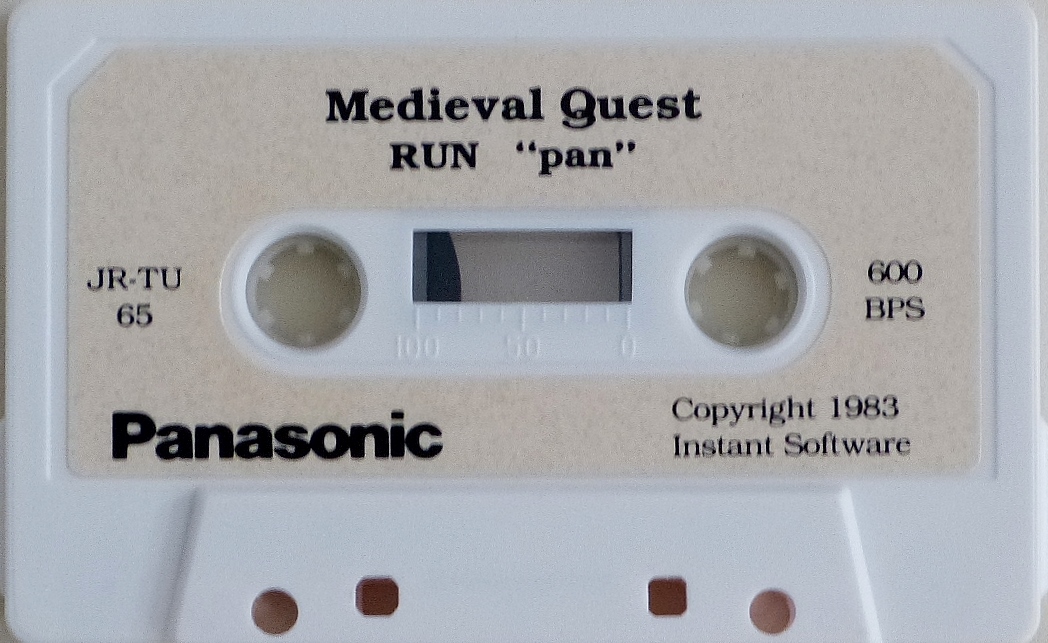 Medieval Quest
RUN “pan”
JR-TU
65
600
BPS
100 50 0
Panasonic
Copyright 1983
Instant Software